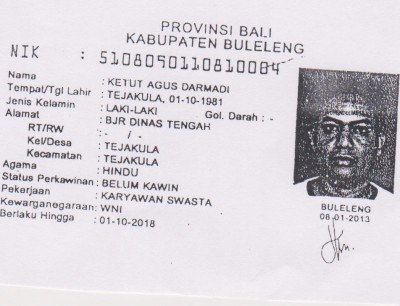 PROVINSI BALI
KABUPATEN BULELENG
NIK : 5108090110810004
Nama : KETUT AGUS DARMADI
Tempat/Tgl Lahir : TEJAKULA, 01-10-1981
Jenis Kelamin : LAKI-LAKI Gol. Darah : -
Alamat : BJR DINAS TENGAH
RT/RW : - / -
Kel/Desa : TEJAKULA
Kecamatan : TEJAKULA
Agama : HINDU
Status Perkawinan : BELUM KAWIN
Pekerjaan : KARYAWAN SWASTA
Kewarganegaraan : WNI
Berlaku Hingga : 01-10-2018
BULELENG
08-01-2013